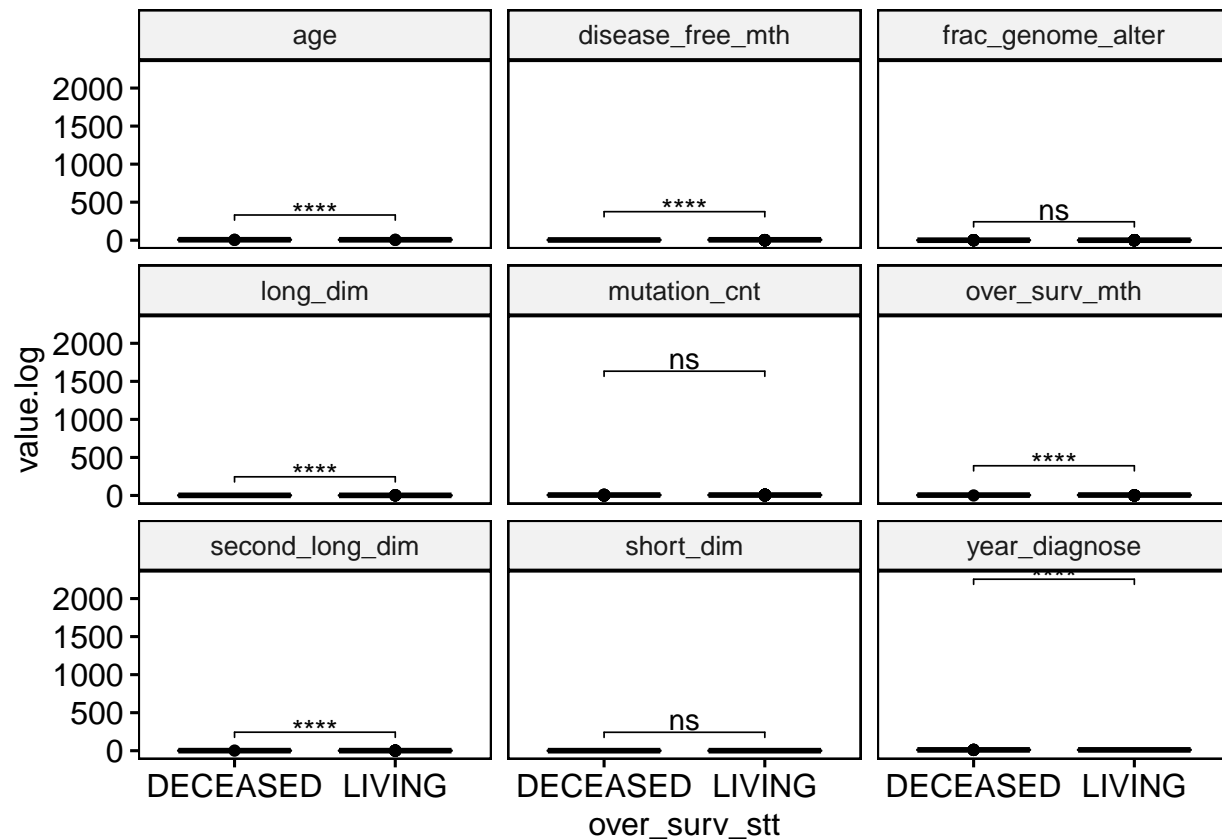 age disease_free_mth frac_genome_alter
2000
1500
1000
500
0
**** **** ns
long_dim mutation_cnt over_surv_mth
2000
1500
1000
500
0
**** ns ****
value.log
second_long_dim short_dim year_diagnose
2000
1500
1000
500
0
**** ns ****
DECEASED LIVING DECEASED LIVING DECEASED LIVING
over_surv_stt